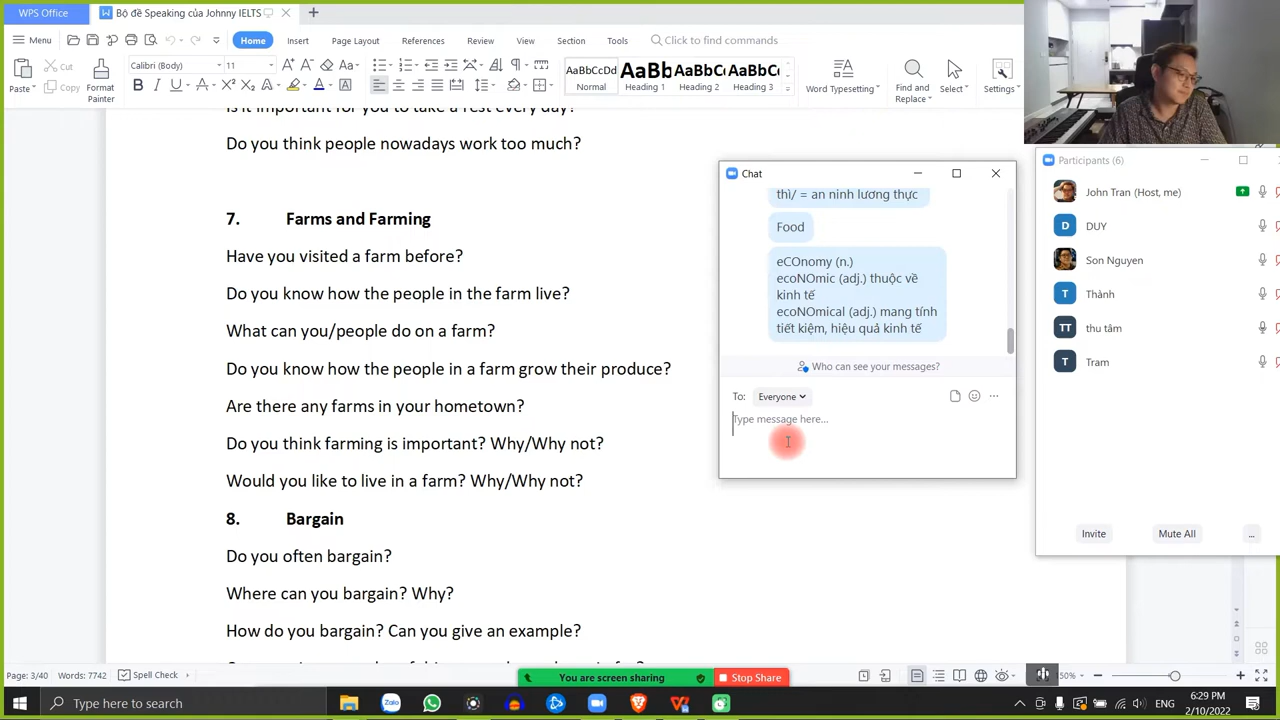 WPS Office
Bộ đề Speaking của Johnny IELTS
Menu
Home
Insert
Page Layout
References
Review
View
Section
Tools
Click to find commands
Paste
Cut
Copy
Format
Painter
Calibri (Body)
11
AaBbCcDd
Normal
AaBb
Heading 1
AaBbC
Heading 2
AaBbC
Heading 3
Word Typesetting
Find and
Replace
Select
Settings
Is it important for you to take a rest every day?
Do you think people nowadays work too much?
7. Farms and Farming
Have you visited a farm before?
Do you know how the people in the farm live?
What can you/people do on a farm?
Do you know how the people in a farm grow their produce?
Are there any farms in your hometown?
Do you think farming is important? Why/Why not?
Would you like to live in a farm? Why/Why not?
8. Bargain
Do you often bargain?
Where can you bargain? Why?
How do you bargain? Can you give an example?
Chat
thì/ = an ninh lương thực
Food
eCOnomy (n.)
ecoNOmic (adj.) thuộc về
kinh tế
ecoNOmical (adj.) mang tính
tiết kiệm, hiệu quả kinh tế
Who can see your messages?
To: Everyone
Type message here...
Participants (6)
John Tran (Host, me)
D DUY
Son Nguyen
T Thành
TT thu tâm
T Tram
Invite
Mute All
...
Page: 3/40
Words: 7742
Spell Check
You are screen sharing
Stop Share
50%
Type here to search
ENG
6:29 PM
2/10/2022